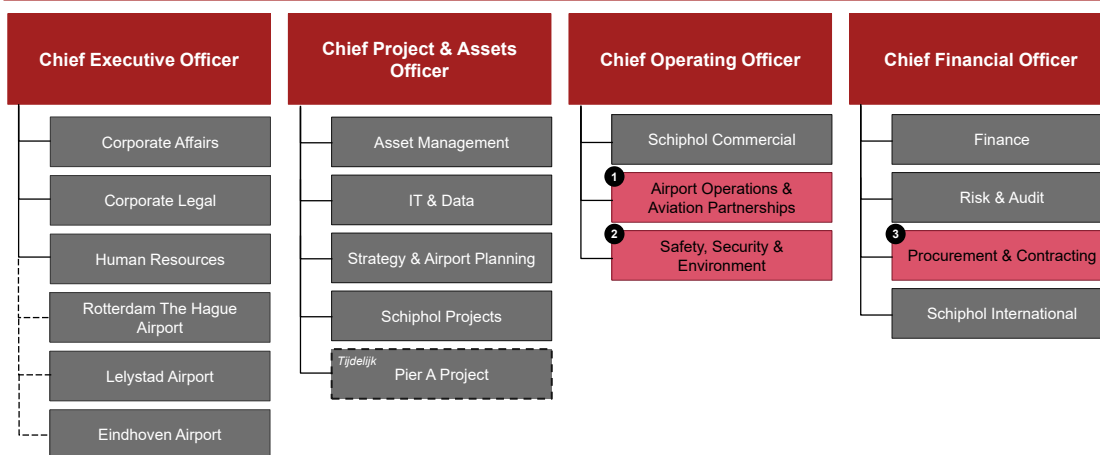 Chief Executive Officer
Corporate Affairs
Corporate Legal
Human Resources
Rotterdam The Hague
Airport
Lelystad Airport
Eindhoven Airport
Chief Project & Assets
Officer
Asset Management
IT & Data
Strategy & Airport Planning
Schiphol Projects
Tijdelijk
Pier A Project
Chief Operating Officer
Schiphol Commercial
1
Airport Operations &
Aviation Partnerships
2
Safety, Security &
Environment
Chief Financial Officer
Finance
Risk & Audit
3
Procurement & Contracting
Schiphol International